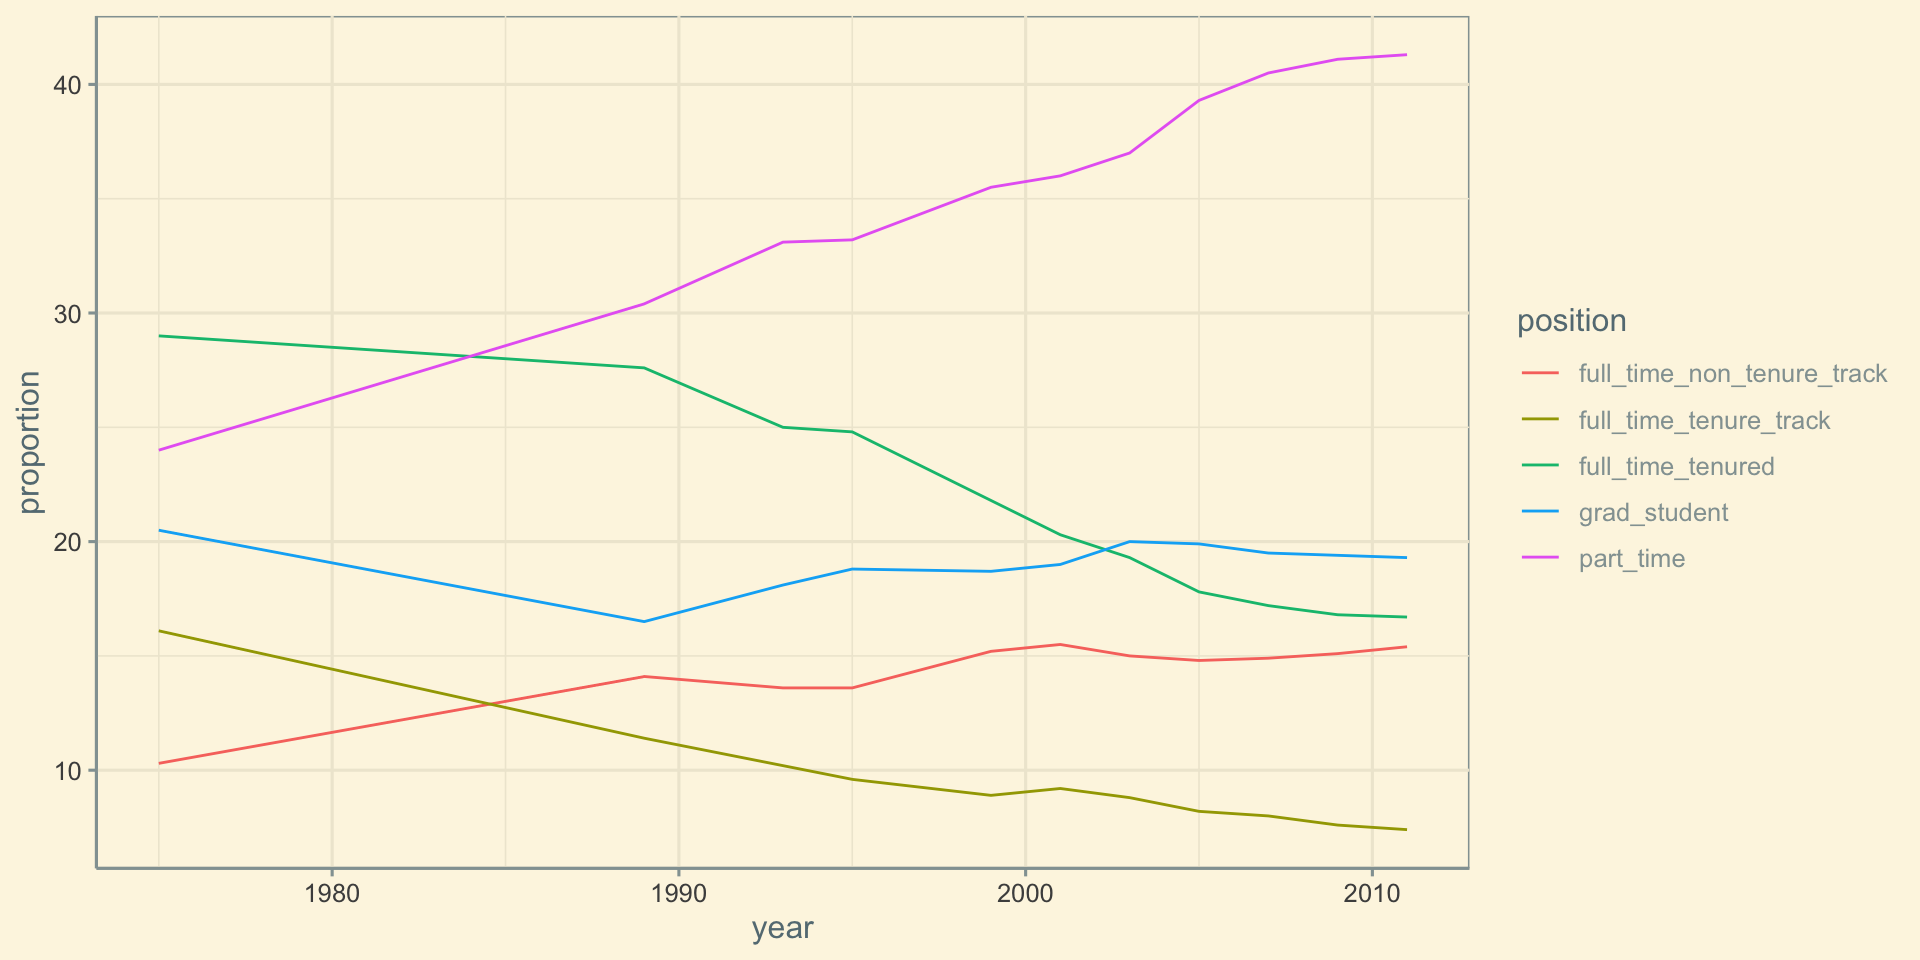 40
30
20
10
proportion
1980
1990
2000
2010
year
position
full_time_non_tenure_track
full_time_tenure_track
full_time_tenured
grad_student
part_time